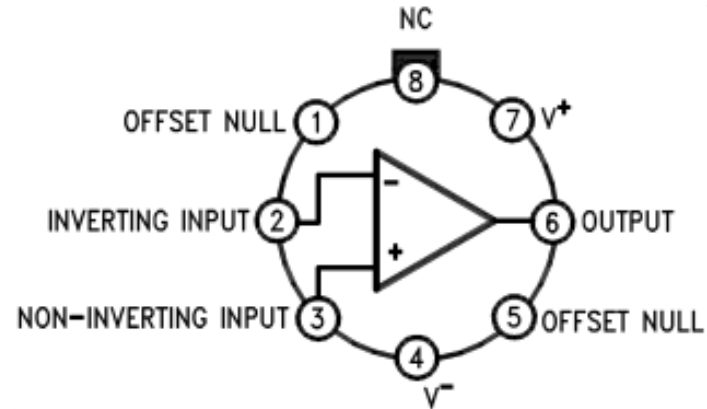 NC
8
OFFSET NULL 1
7 V+
-
INVERTING INPUT 2
6 OUTPUT
+
NON-INVERTING INPUT 3
5 OFFSET NULL
4
V-